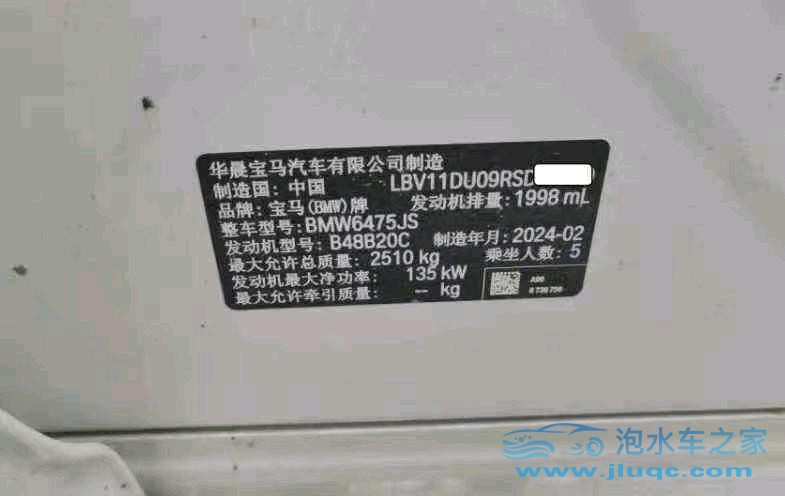 华晨宝马汽车有限公司制造
制造国: 中国 LBV11DU09RSD
品牌: 宝马(BMW)牌 发动机排量: 1998 mL
整车型号: BMW6475JS
发动机型号: B48B20C 制造年月: 2024-02
最大允许总质量: 2510 kg 乘坐人数: 5
发动机最大净功率: 135 kW
最大允许牵引质量: -- kg
泡水车之家
www.jluqc.com